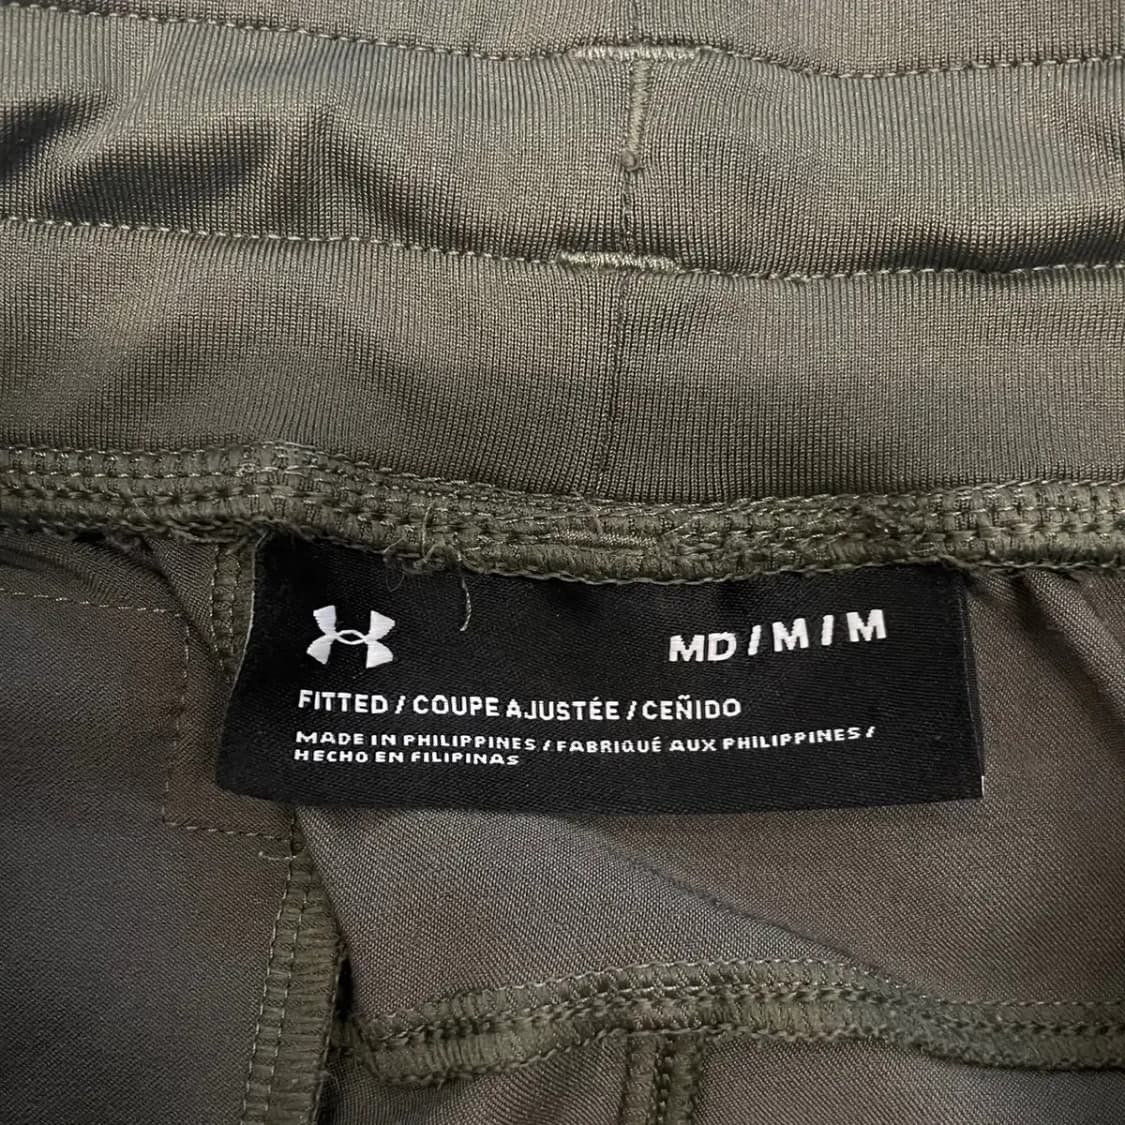 MD / M / M
FITTED / COUPE AJUSTÉE / CEÑIDO
MADE IN PHILIPPINES / FABRIQUÉ AUX PHILIPPINES /
HECHO EN FILIPINAS